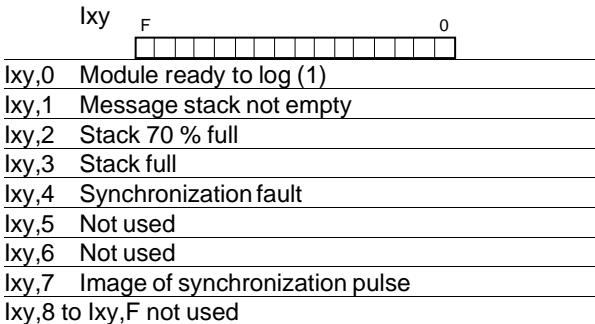 Ixy
F 0
Ixy,0 Module ready to log (1)
Ixy,1 Message stack not empty
Ixy,2 Stack 70 % full
Ixy,3 Stack full
Ixy,4 Synchronization fault
Ixy,5 Not used
Ixy,6 Not used
Ixy,7 Image of synchronization pulse
Ixy,8 to Ixy,F not used